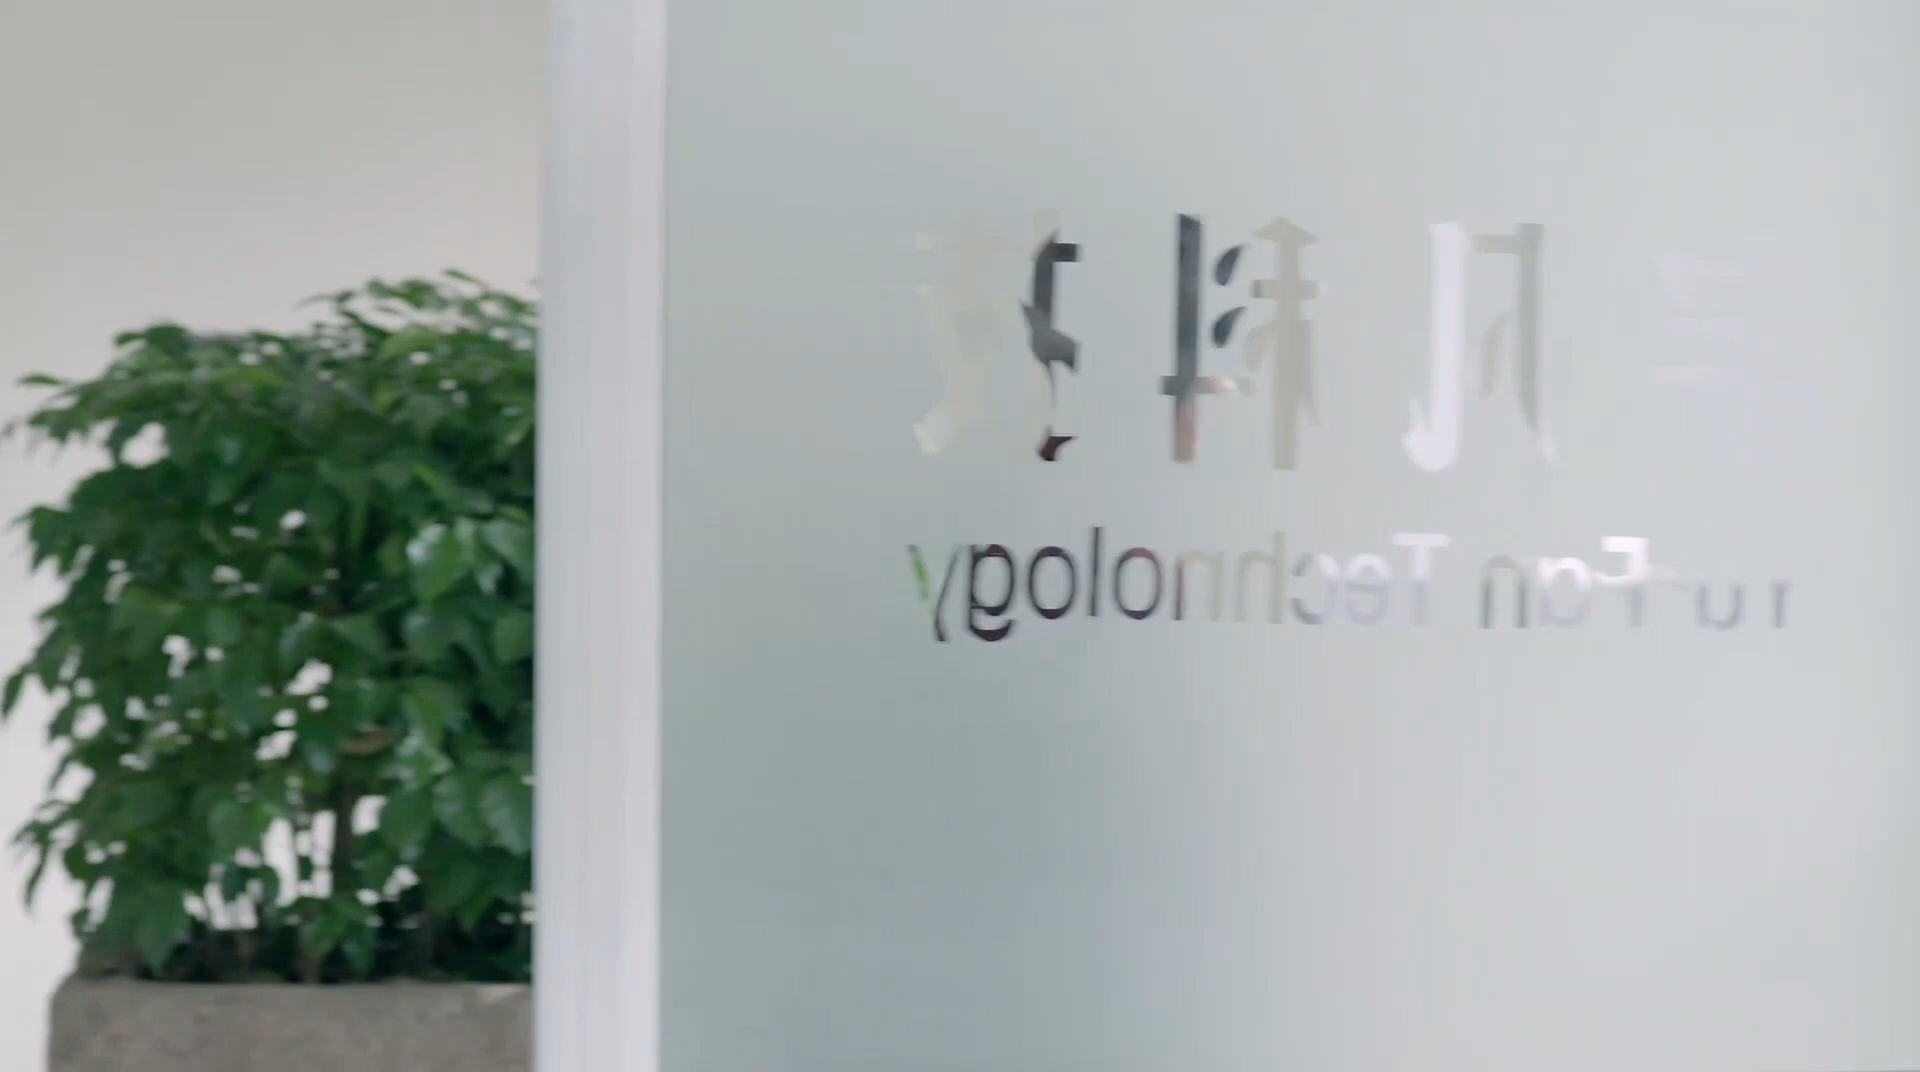 凡科技
Fan Technology